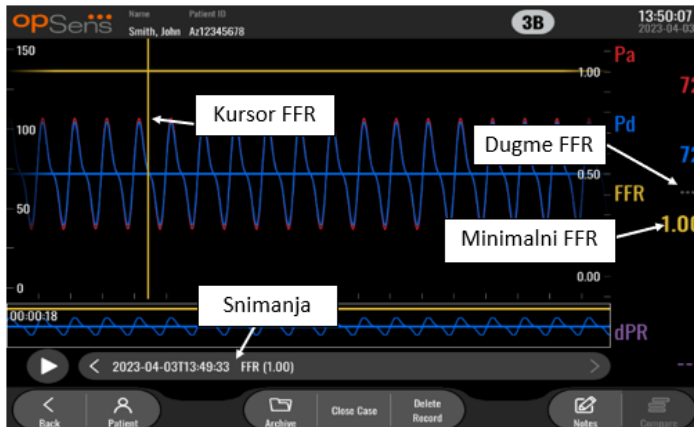 opSens
Name
Patient ID
Smith, John
Az12345678
3B
13:50:07
2023-04-03
150
100
50
0
1.00
0.50
0.00
Pa
72
Pd
72
FFR
---
1.00
dPR
--
Kursor FFR
Dugme FFR
Minimalni FFR
Snimanja
00:00:18
< 2023-04-03T13:49:33 FFR (1.00) >
Back
Patient
Archive
Close Case
Delete
Record
Notes
Compare